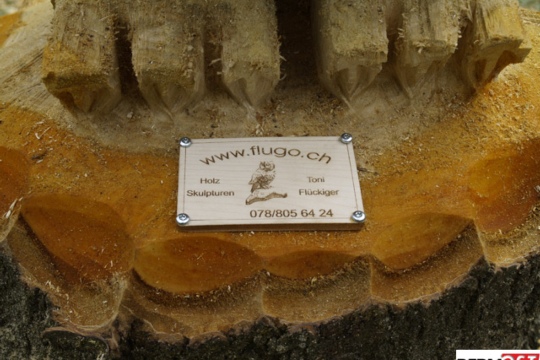 www.flugo.ch
Holz Toni
Skulpturen Flückiger
078/805 64 24